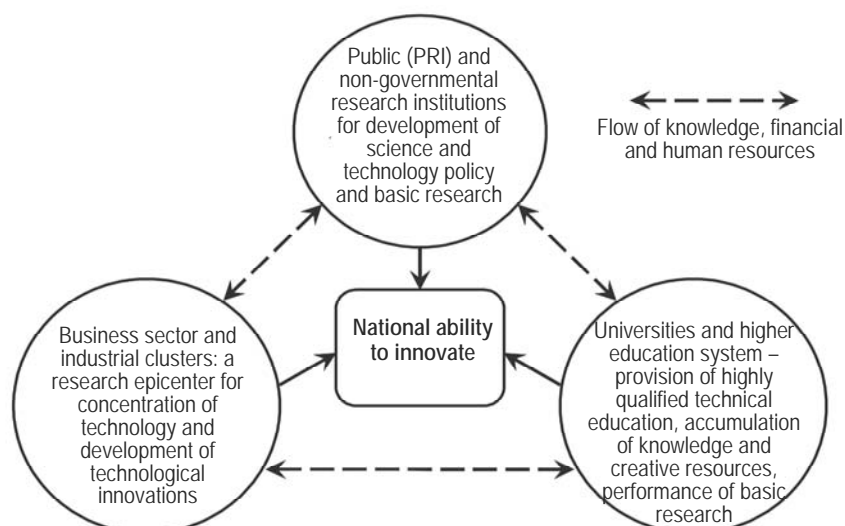 Public (PRI) and
non-governmental
research institutions
for development of
science and
technology policy
and basic research
Flow of knowledge, financial
and human resources
Business sector and
industrial clusters: a
research epicenter for
concentration of
technology and
development of
technological
innovations
National ability
to innovate
Universities and higher
education system –
provision of highly
qualified technical
education, accumulation
of knowledge and
creative resources,
performance of basic
research